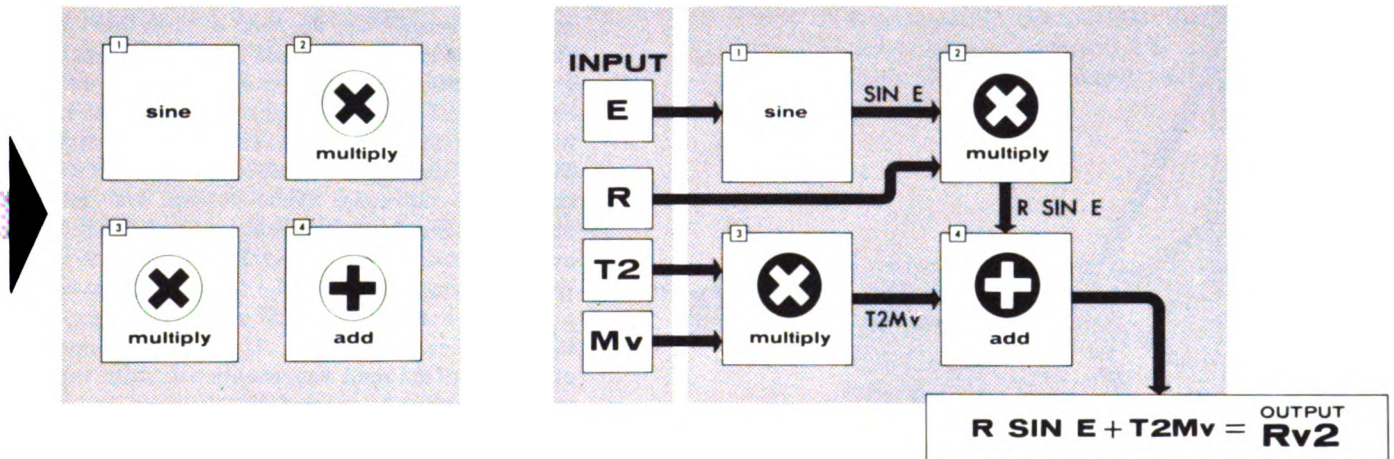 1
sine
2
multiply
3
multiply
4
add
INPUT
E
R
T2
Mv
1
sine
SIN E
2
multiply
R SIN E
3
multiply
T2Mv
4
add
R SIN E + T2Mv = OUTPUT Rv2